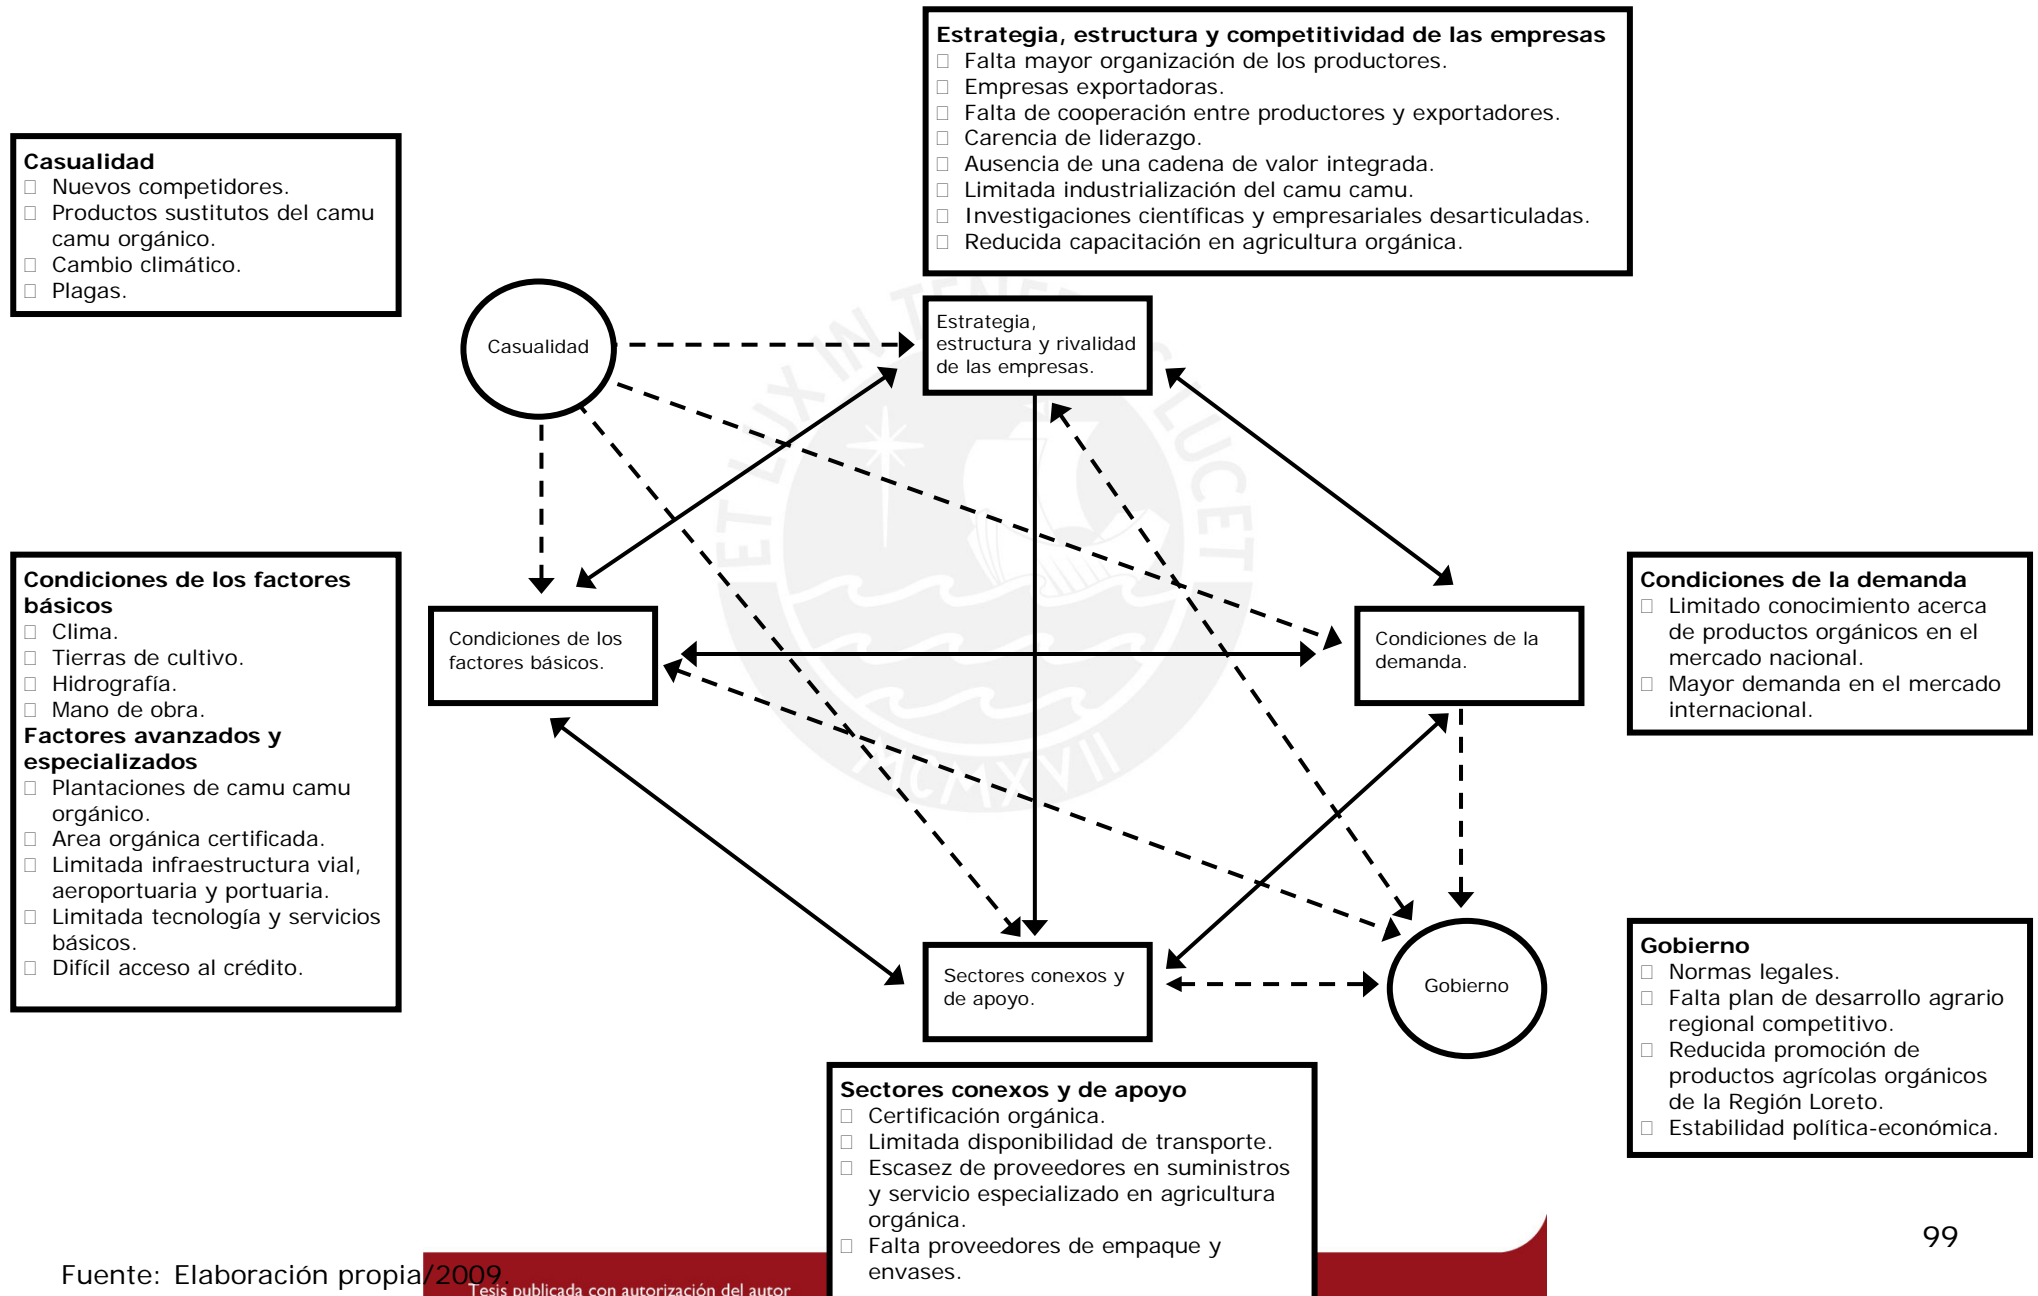 Estrategia, estructura y competitividad de las empresas
Falta mayor organización de los productores.
Empresas exportadoras.
Falta de cooperación entre productores y exportadores.
Carencia de liderazgo.
Ausencia de una cadena de valor integrada.
Limitada industrialización del camu camu.
Investigaciones científicas y empresariales desarticuladas.
Reducida capacitación en agricultura orgánica.
Casualidad
Nuevos competidores.
Productos sustitutos del camu
camu orgánico.
Cambio climático.
Plagas.
Casualidad
Estrategia,
estructura y rivalidad
de las empresas.
ET LUX IN TENEBRIS LUCET
MCMXVII
Condiciones de los factores
básicos
Clima.
Tierras de cultivo.
Hidrografía.
Mano de obra.
Factores avanzados y
especializados
Plantaciones de camu camu
orgánico.
Area orgánica certificada.
Limitada infraestructura vial,
aeroportuaria y portuaria.
Limitada tecnología y servicios
básicos.
Difícil acceso al crédito.
Condiciones de los
factores básicos.
Condiciones de la
demanda.
Condiciones de la demanda
Limitado conocimiento acerca
de productos orgánicos en el
mercado nacional.
Mayor demanda en el mercado
internacional.
Sectores conexos y
de apoyo.
Gobierno
Gobierno
Normas legales.
Falta plan de desarrollo agrario
regional competitivo.
Reducida promoción de
productos agrícolas orgánicos
de la Región Loreto.
Estabilidad política-económica.
Sectores conexos y de apoyo
Certificación orgánica.
Limitada disponibilidad de transporte.
Escasez de proveedores en suministros
y servicio especializado en agricultura
orgánica.
Falta proveedores de empaque y
envases.
99
Fuente: Elaboración propia/2009.
Tesis publicada con autorización del autor